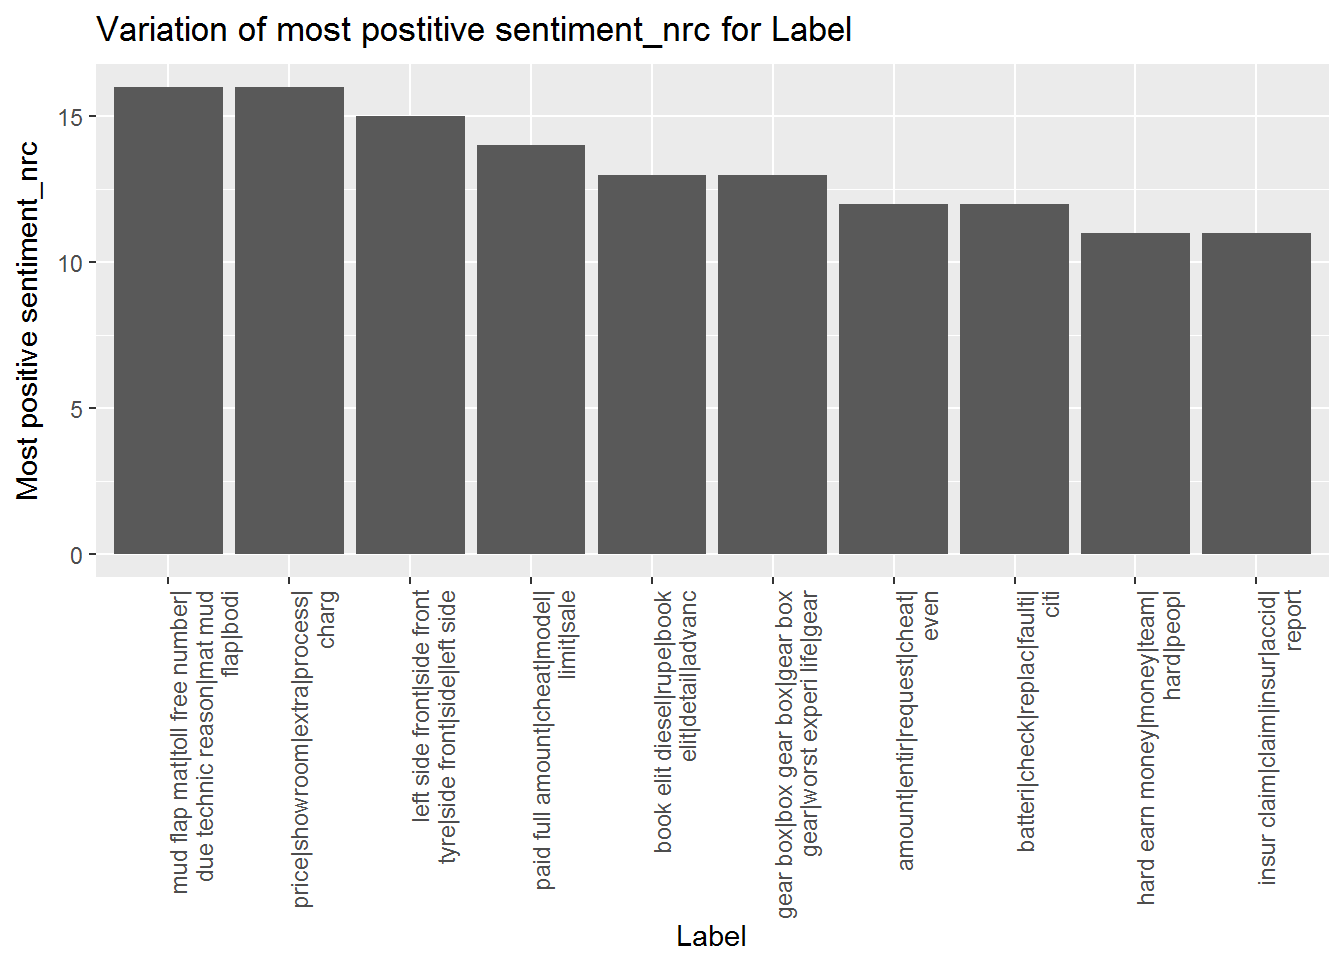 Variation of most postitive sentiment_nrc for Label
Most positive sentiment_nrc
15
10
5
0
mud flap mat|toll free number|
due technic reason|mat mud
flap|bodi
price|showroom|extra|process|
charg
left side front|side front
tyre|side front|side|left side
paid full amount|cheat|model|
limit|sale
book elit diesel|rupe|book
elit|detail|advanc
gear box|box gear box|gear box
gear|worst experi life|gear
amount|entir|request|cheat|
even
batteri|check|replac|faulti|
citi
hard earn money|money|team|
hard|peopl
insur claim|claim|insur|accid|
report
Label